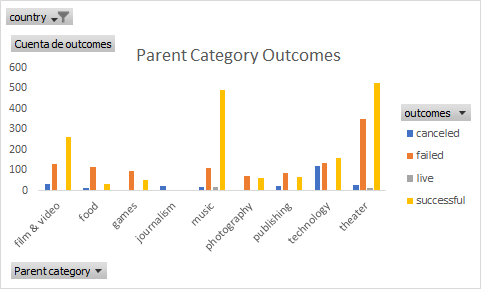 country
Cuenta de outcomes
Parent Category Outcomes
600
500
400
300
200
100
0
film & video
food
games
journalism
music
photography
publishing
technology
theater
outcomes
canceled
failed
live
successful
Parent category